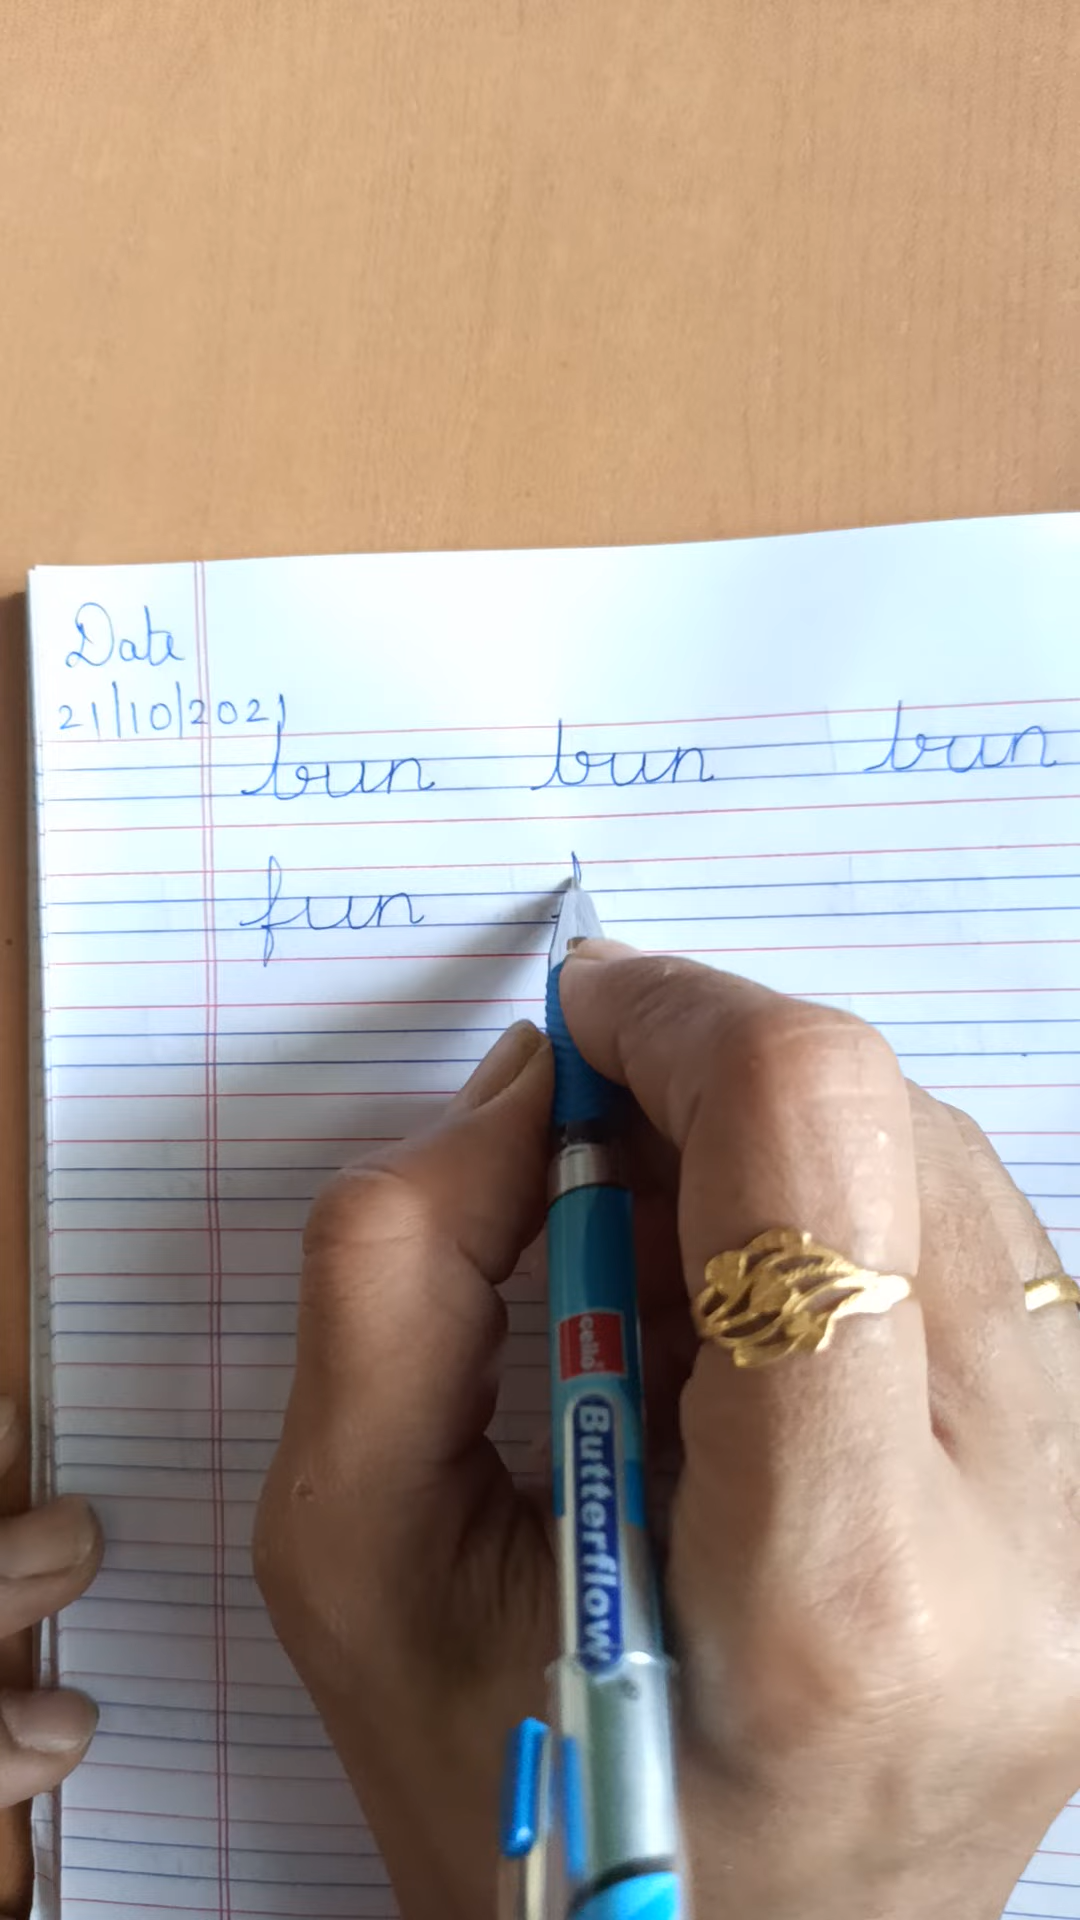 Date
21/10/2021
bun bun bun
fun
cello
Butterflow